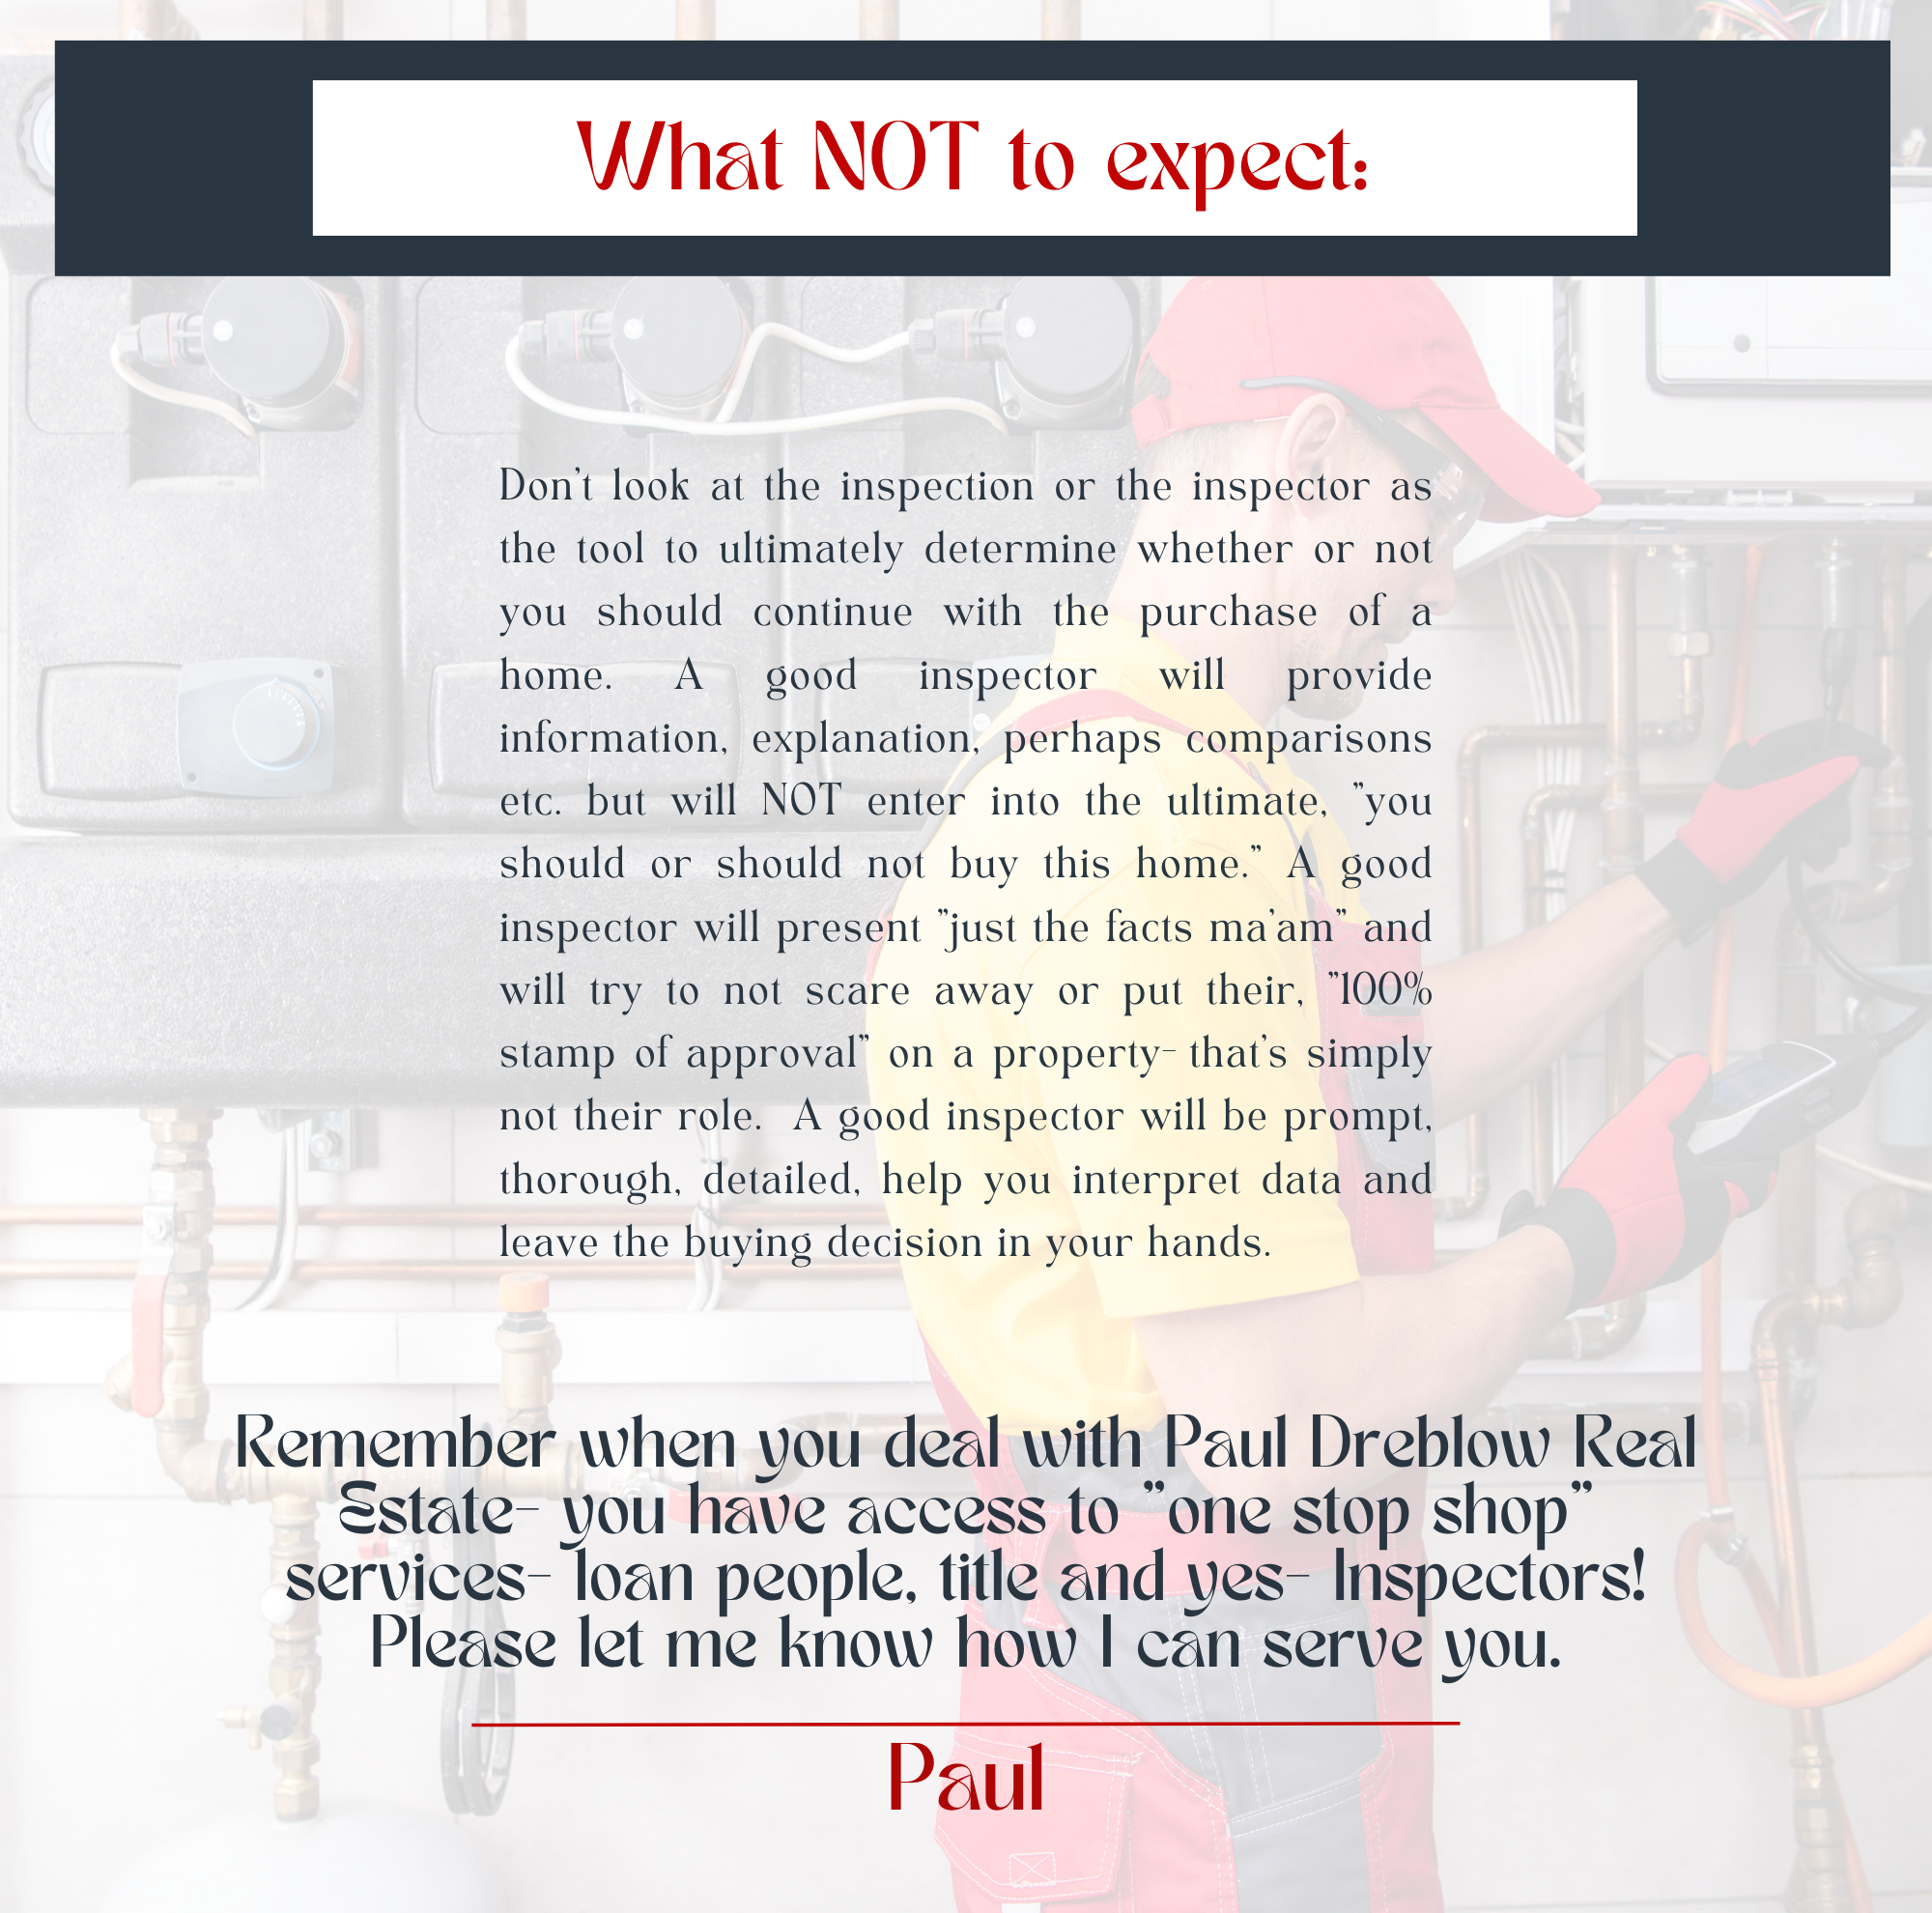 What NOT to expect:
Don't look at the inspection or the inspector as
the tool to ultimately determine whether or not
you should continue with the purchase of a
home. A good inspector will provide
information, explanation, perhaps comparisons
etc. but will NOT enter into the ultimate, "you
should or should not buy this home." A good
inspector will present "just the facts ma'am" and
will try to not scare away or put their, "100%
stamp of approval" on a property- that's simply
not their role.  A good inspector will be prompt,
thorough, detailed, help you interpret data and
leave the buying decision in your hands.
Remember when you deal with Paul Dreblow Real
Estate- you have access to "one stop shop"
services- loan people, title and yes- Inspectors!
Please let me know how I can serve you.
Paul